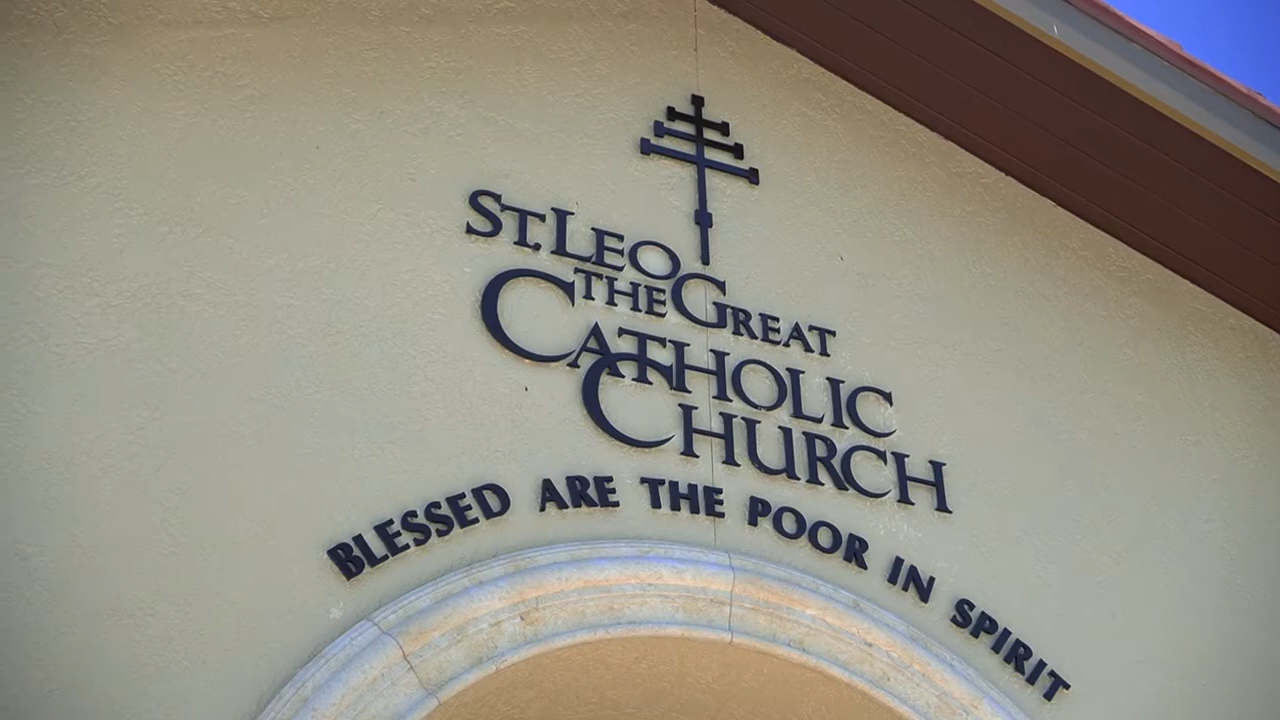 St. Leo
the Great
Catholic
Church
BLESSED ARE THE POOR IN SPIRIT